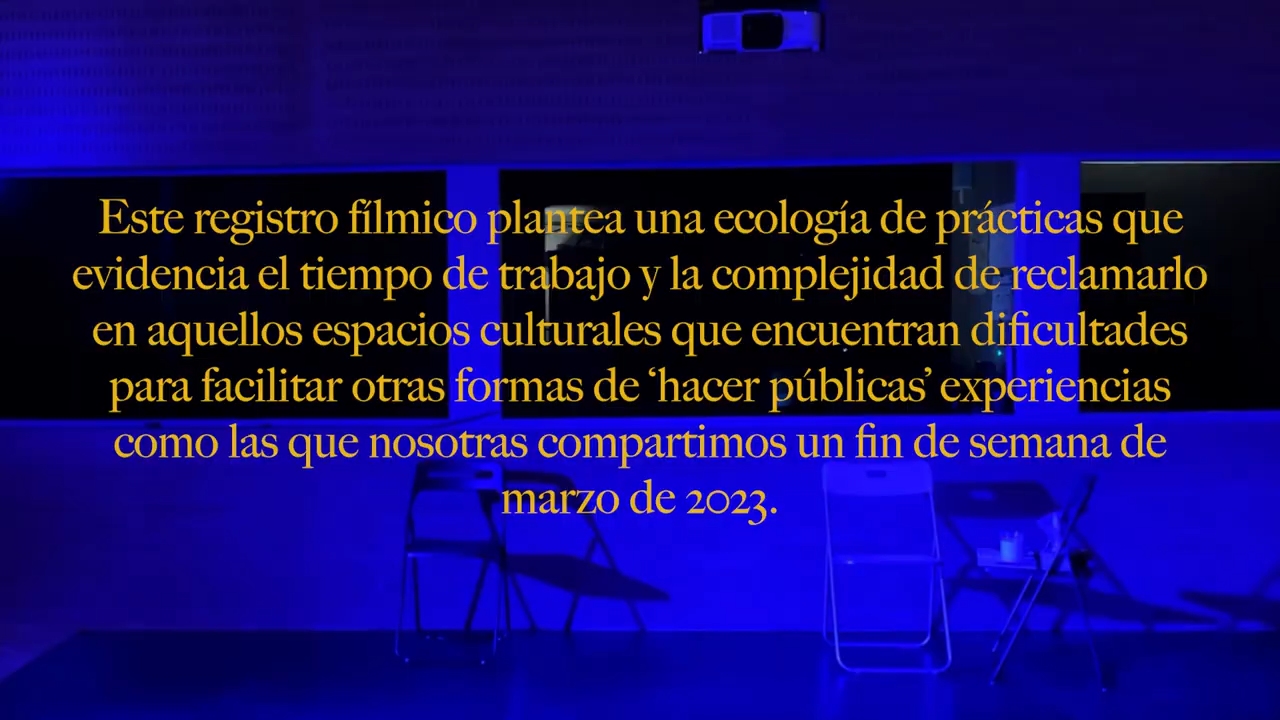 Este registro fílmico plantea una ecología de prácticas que
evidencia el tiempo de trabajo y la complejidad de reclamarlo
en aquellos espacios culturales que encuentran dificultades
para facilitar otras formas de ‘hacer públicas’ experiencias
como las que nosotras compartimos un fin de semana de
marzo de 2023.